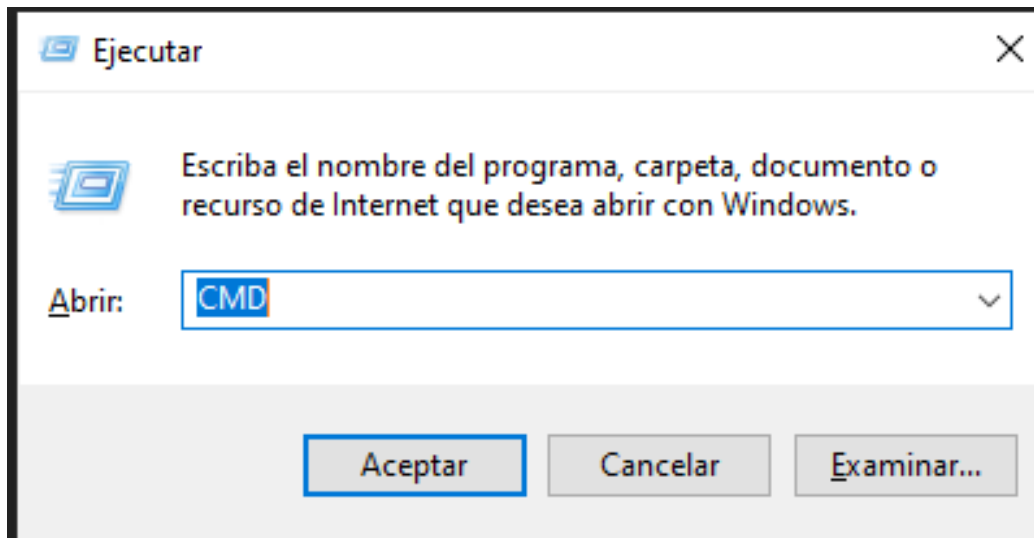 Ejecutar
Escriba el nombre del programa, carpeta, documento o
recurso de Internet que desea abrir con Windows.
Abrir: CMD
Aceptar Cancelar Examinar...